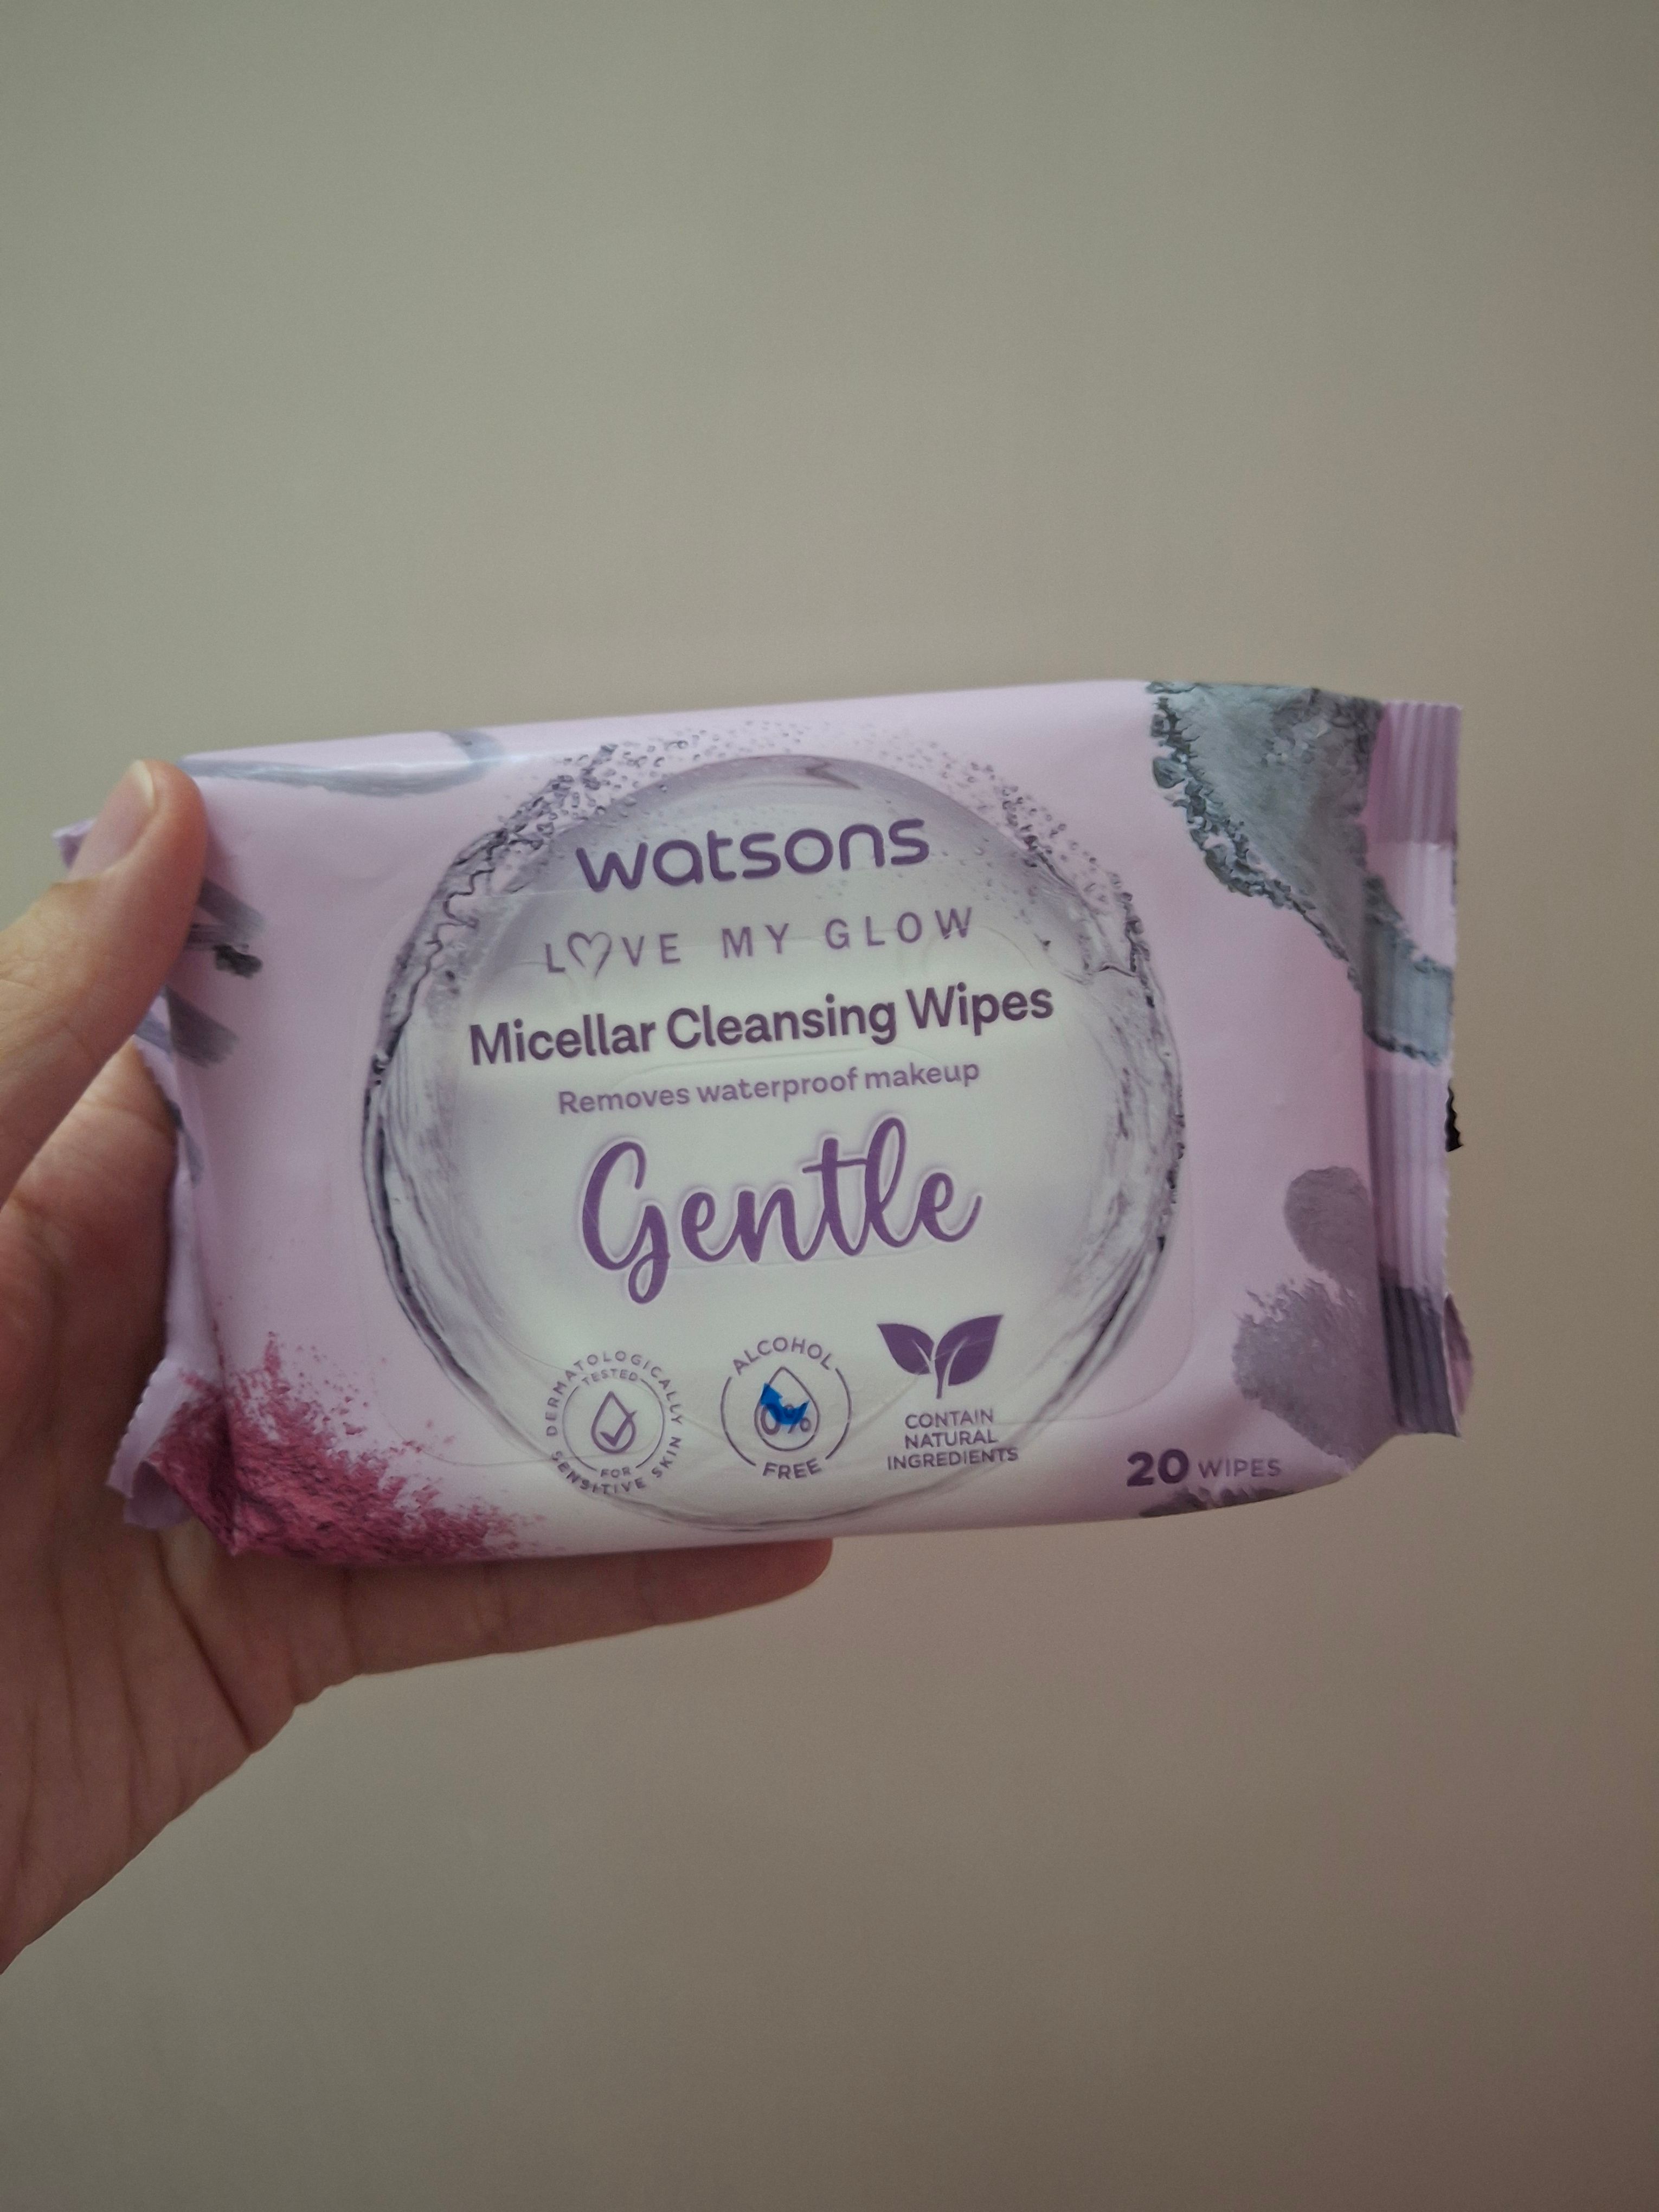 watsons
L♡VE MY GLOW
Micellar Cleansing Wipes
Removes waterproof makeup
Gentle
DERMATOLOGICALLY
TESTED
FOR
SENSITIVE SKIN
ALCOHOL
0%
FREE
CONTAIN
NATURAL
INGREDIENTS
20 WIPES